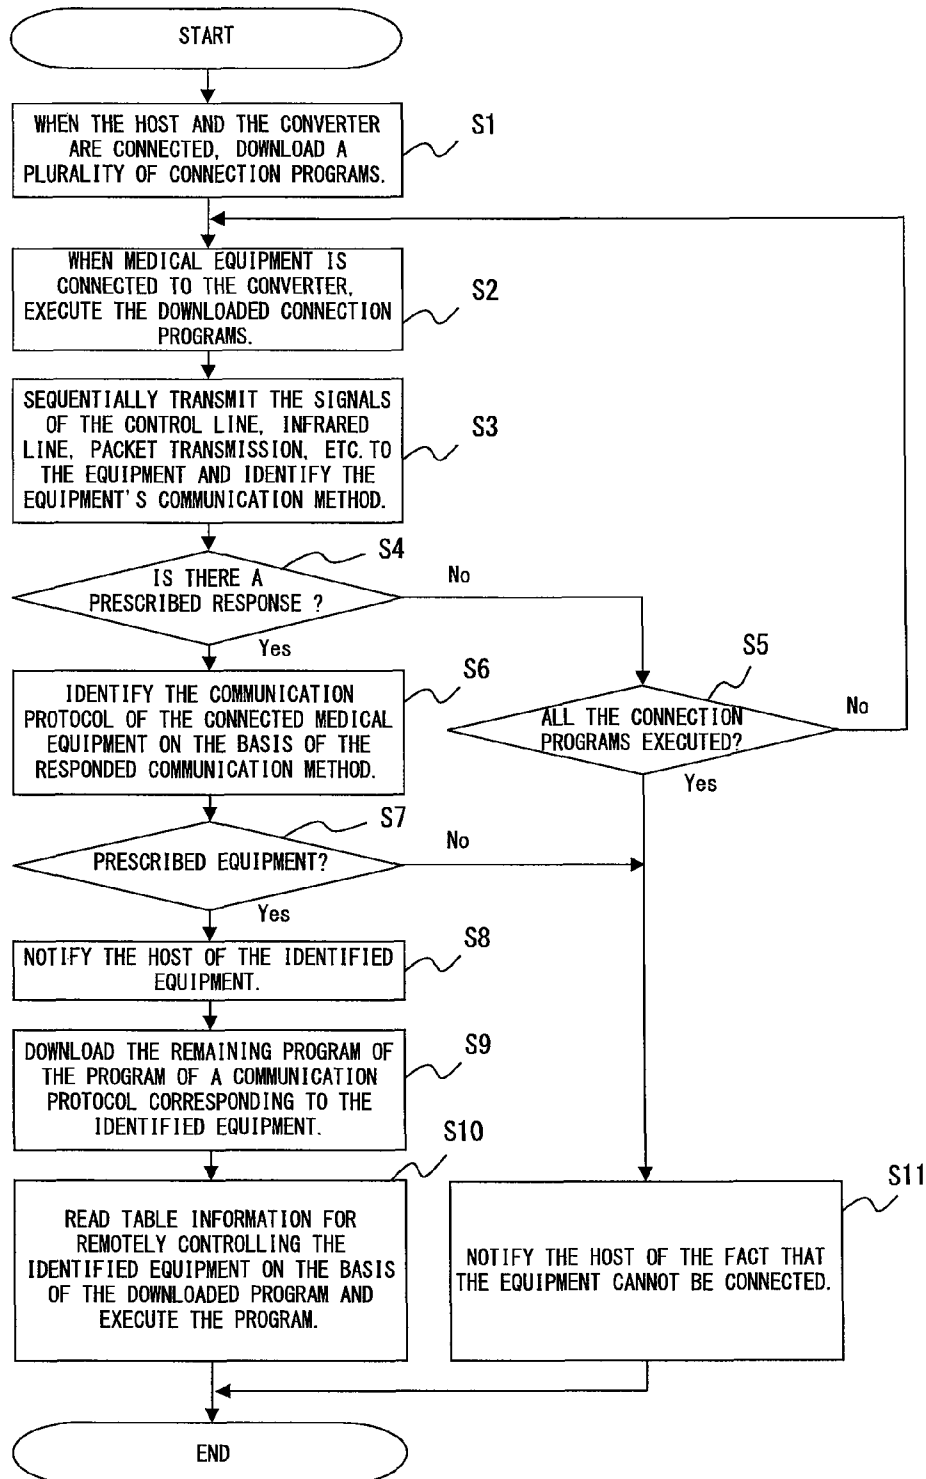 START
WHEN THE HOST AND THE CONVERTER
ARE CONNECTED, DOWNLOAD A
PLURALITY OF CONNECTION PROGRAMS.
S1
WHEN MEDICAL EQUIPMENT IS
CONNECTED TO THE CONVERTER,
EXECUTE THE DOWNLOADED CONNECTION
PROGRAMS.
S2
SEQUENTIALLY TRANSMIT THE SIGNALS
OF THE CONTROL LINE, INFRARED
LINE, PACKET TRANSMISSION, ETC. TO
THE EQUIPMENT AND IDENTIFY THE
EQUIPMENT'S COMMUNICATION METHOD.
S3
IS THERE A
PRESCRIBED RESPONSE ?
S4
No
Yes
S5
ALL THE CONNECTION
PROGRAMS EXECUTED?
No
Yes
IDENTIFY THE COMMUNICATION
PROTOCOL OF THE CONNECTED MEDICAL
EQUIPMENT ON THE BASIS OF THE
RESPONDED COMMUNICATION METHOD.
S6
PRESCRIBED EQUIPMENT?
S7
No
Yes
NOTIFY THE HOST OF THE IDENTIFIED
EQUIPMENT.
S8
DOWNLOAD THE REMAINING PROGRAM OF
THE PROGRAM OF A COMMUNICATION
PROTOCOL CORRESPONDING TO THE
IDENTIFIED EQUIPMENT.
S9
READ TABLE INFORMATION FOR
REMOTELY CONTROLLING THE
IDENTIFIED EQUIPMENT ON THE BASIS
OF THE DOWNLOADED PROGRAM AND
EXECUTE THE PROGRAM.
S10
NOTIFY THE HOST OF THE FACT THAT
THE EQUIPMENT CANNOT BE CONNECTED.
S11
END